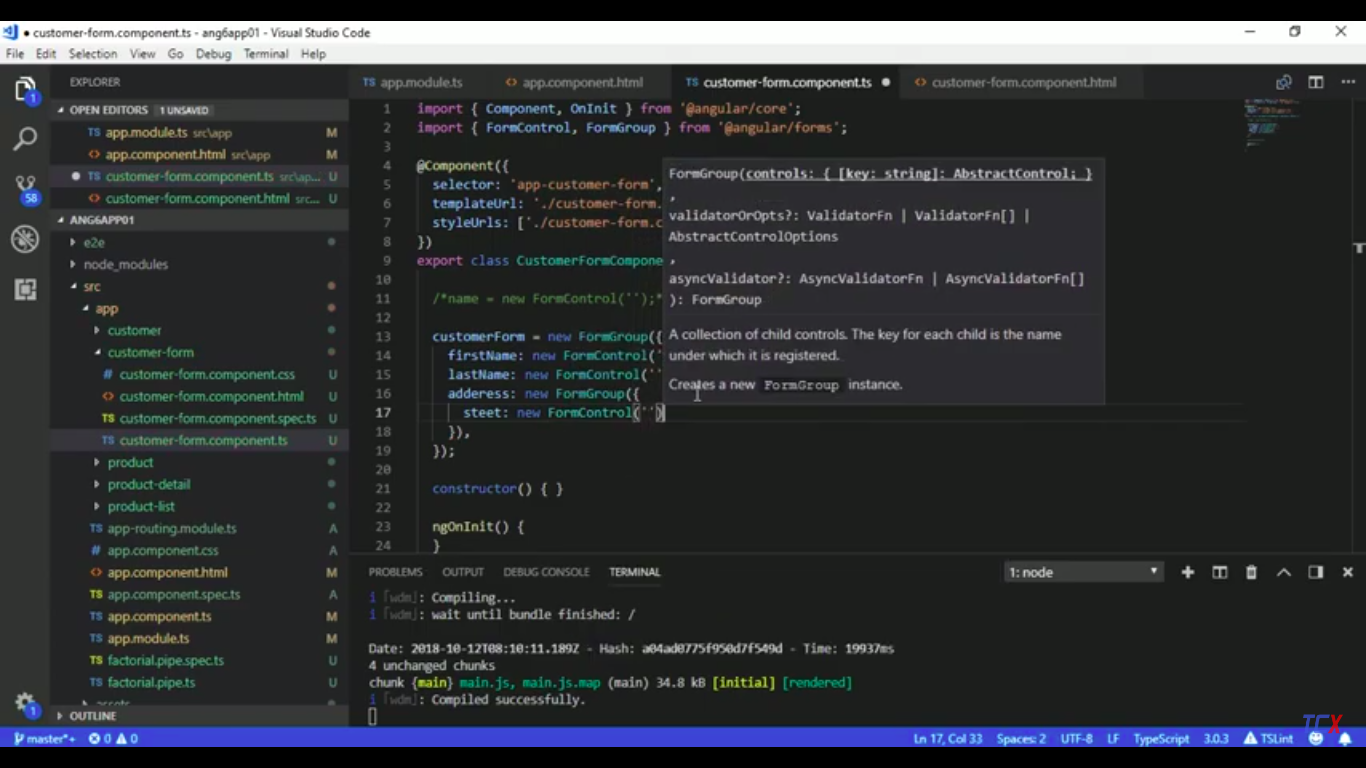 ● customer-form.component.ts - ang6app01 - Visual Studio Code
File Edit Selection View Go Debug Terminal Help
EXPLORER
OPEN EDITORS 1 UNSAVED
TS app.module.ts src\app M
<> app.component.html src\app M
● TS customer-form.component.ts src\ap... U
<> customer-form.component.html src... U
ANG6APP01
e2e
node_modules
src
app
customer
customer-form
# customer-form.component.css U
<> customer-form.component.html U
TS customer-form.component.spec.ts U
TS customer-form.component.ts U
product
product-detail
product-list
TS app-routing.module.ts A
# app.component.css A
<> app.component.html M
TS app.component.spec.ts A
TS app.component.ts M
TS app.module.ts M
TS factorial.pipe.spec.ts U
TS factorial.pipe.ts U
assets
OUTLINE
1
58
1
TS app.module.ts <> app.component.html TS customer-form.component.ts ● <> customer-form.component.html
1 import { Component, OnInit } from '@angular/core';
2 import { FormControl, FormGroup } from '@angular/forms';
3
4 @Component({
5 selector: 'app-customer-form',
6 templateUrl: './customer-form.
7 styleUrls: ['./customer-form.c
8 })
9 export class CustomerFormCompone
10
11 /*name = new FormControl('');*
12
13 customerForm = new FormGroup({
14 firstName: new FormControl('
15 lastName: new FormControl(''
16 adderess: new FormGroup({
17 steet: new FormControl('')
18 }),
19 });
20
21 constructor() { }
22
23 ngOnInit() {
24 }
FormGroup(controls: { [key: string]: AbstractControl; }
,
validatorOrOpts?: ValidatorFn | ValidatorFn[] |
AbstractControlOptions
,
asyncValidator?: AsyncValidatorFn | AsyncValidatorFn[]
): FormGroup
A collection of child controls. The key for each child is the name
under which it is registered.
Creates a new FormGroup instance.
PROBLEMS OUTPUT DEBUG CONSOLE TERMINAL 1: node
i ｢wdm｣: Compiling...
i ｢wdm｣: wait until bundle finished: /
Date: 2018-10-12T08:10:11.189Z - Hash: a04ad0775f950d7f549d - Time: 19937ms
4 unchanged chunks
chunk {main} main.js, main.js.map (main) 34.8 kB [initial] [rendered]
i ｢wdm｣: Compiled successfully.
TCX
master*+ 0 0 Ln 17, Col 33 Spaces: 2 UTF-8 LF TypeScript 3.0.3 TSLint